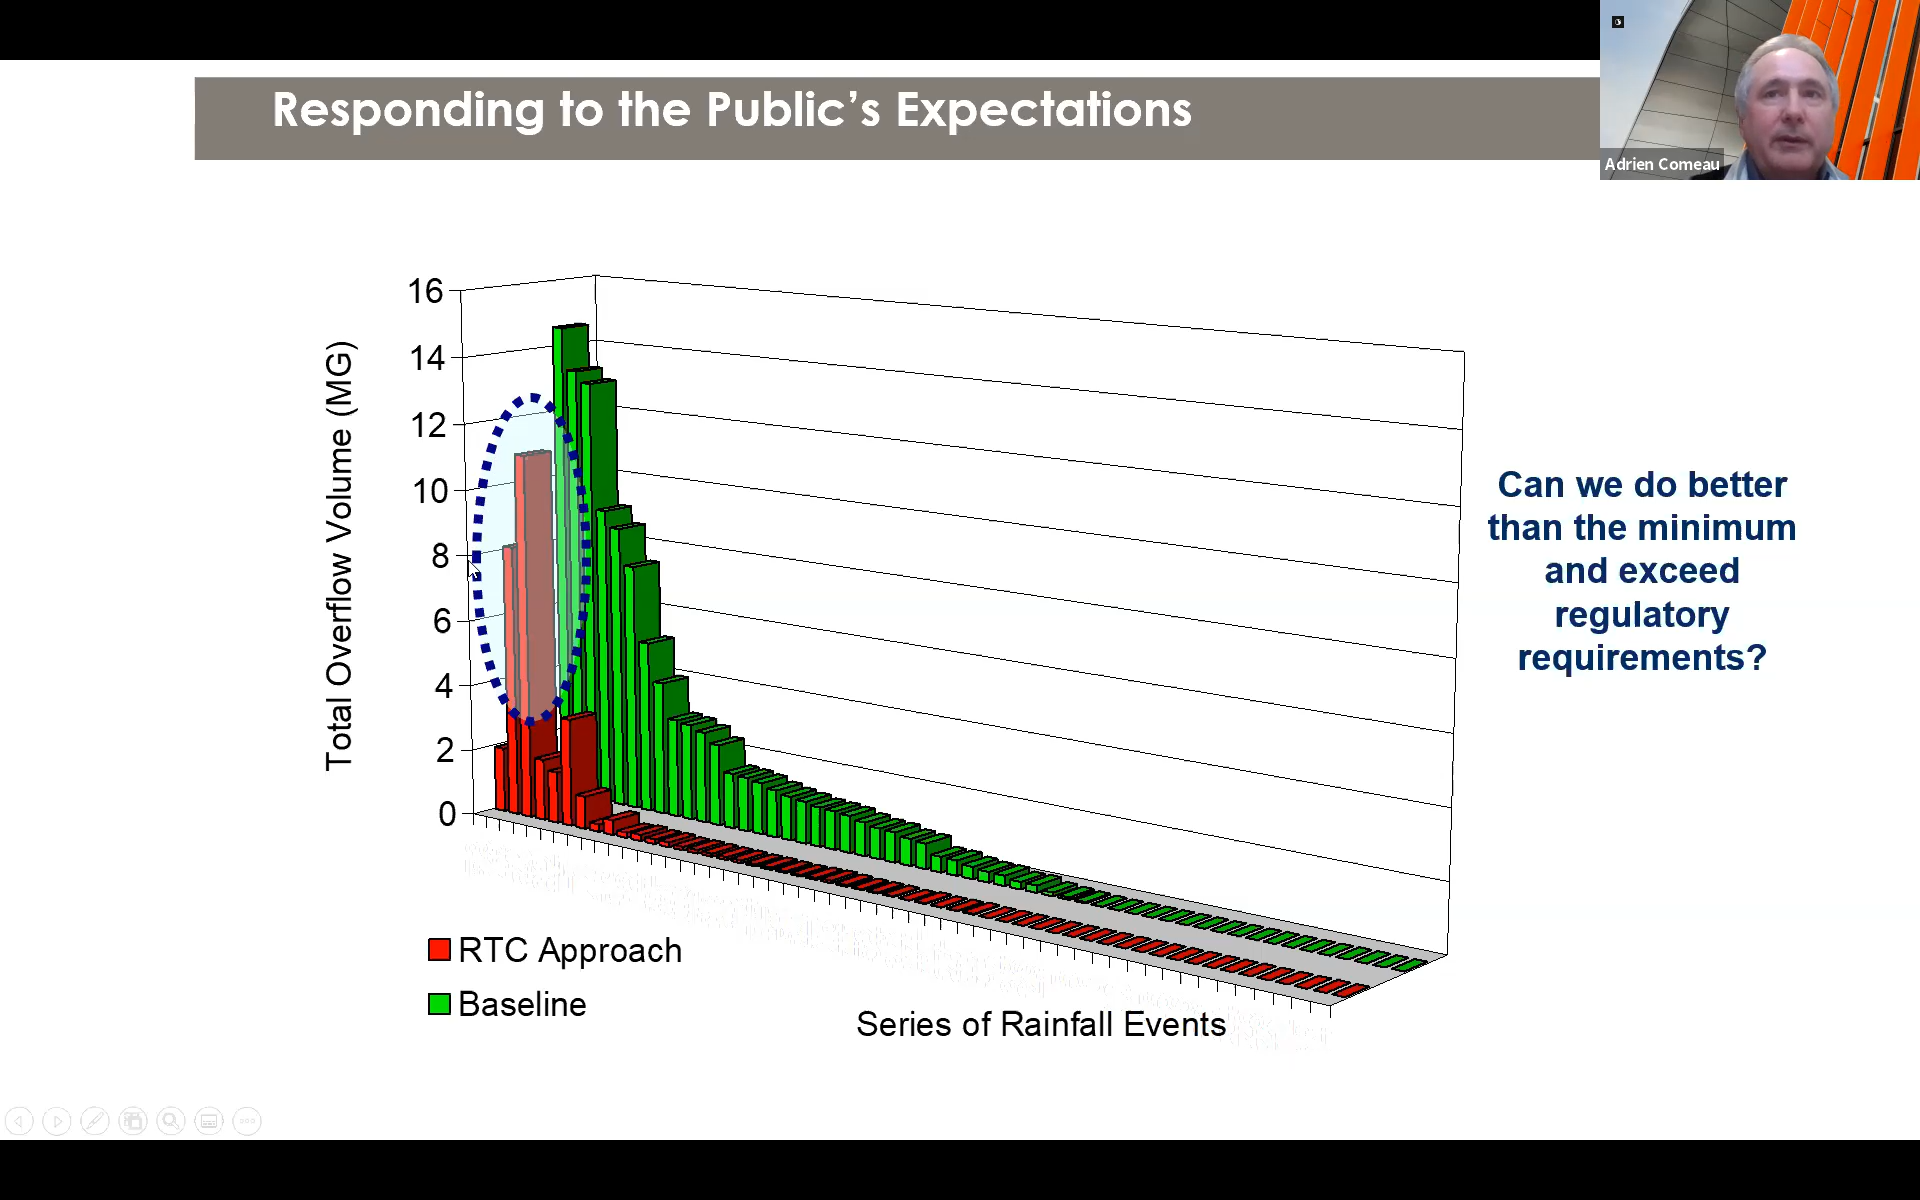 Responding to the Public’s Expectations
Adrien Comeau
16
14
12
10
8
6
4
2
0
Total Overflow Volume (MG)
Can we do better
than the minimum
and exceed
regulatory
requirements?
RTC Approach
Baseline
Series of Rainfall Events